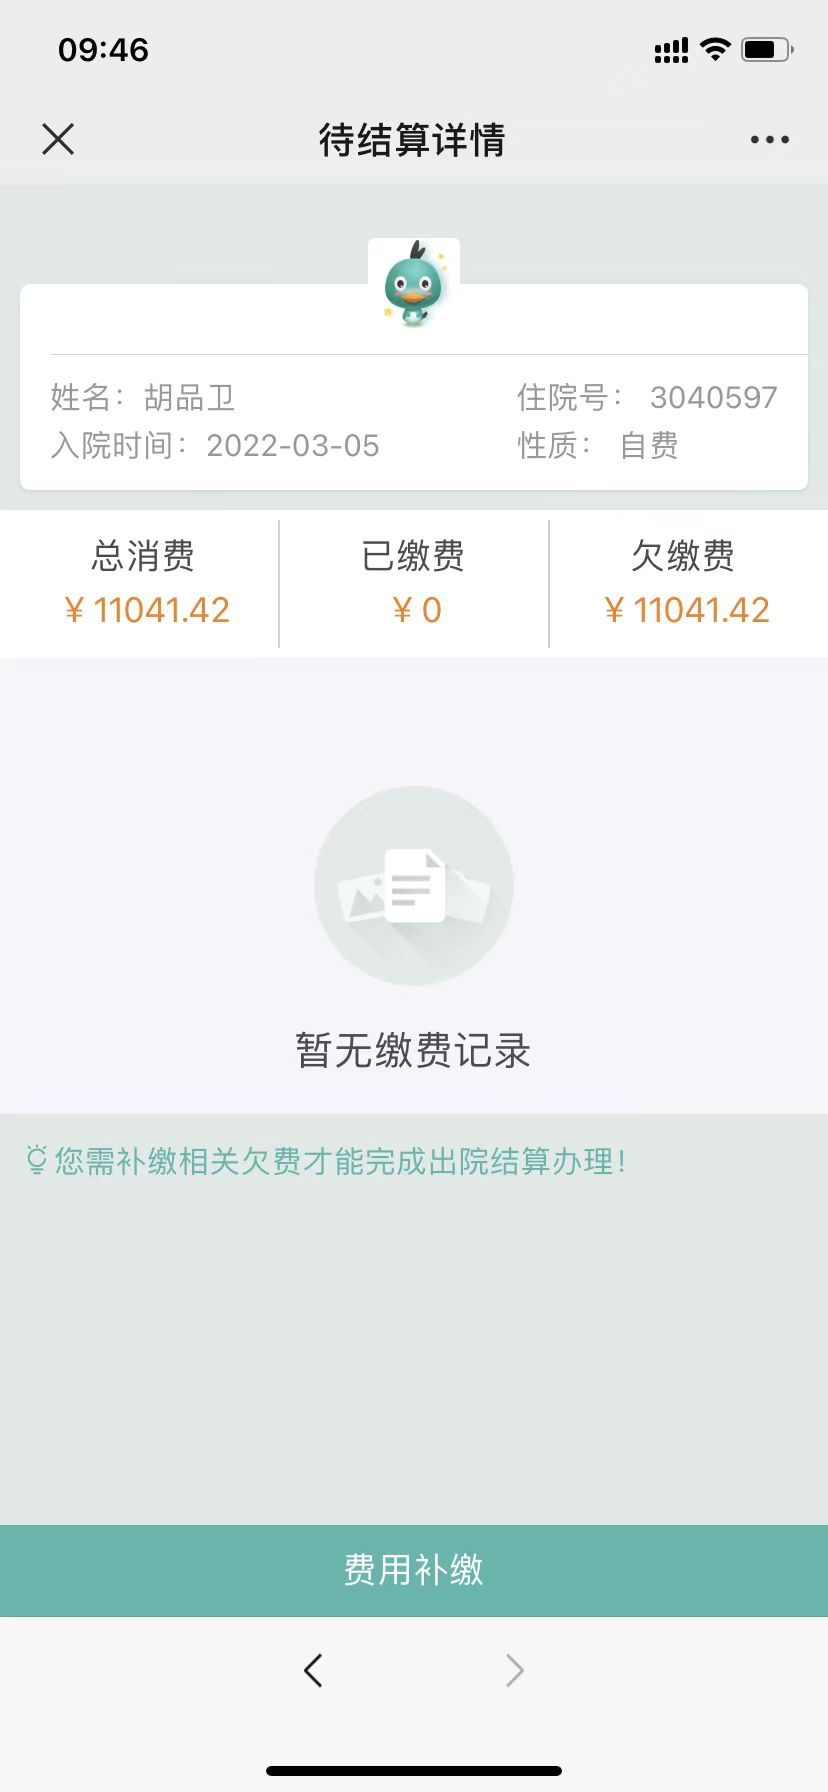 09:46
待结算详情
姓名：胡品卫 住院号： 3040597
入院时间：2022-03-05 性质： 自费
总消费 已缴费 欠缴费
¥ 11041.42 ¥ 0 ¥ 11041.42
暂无缴费记录
您需补缴相关欠费才能完成出院结算办理！
费用补缴